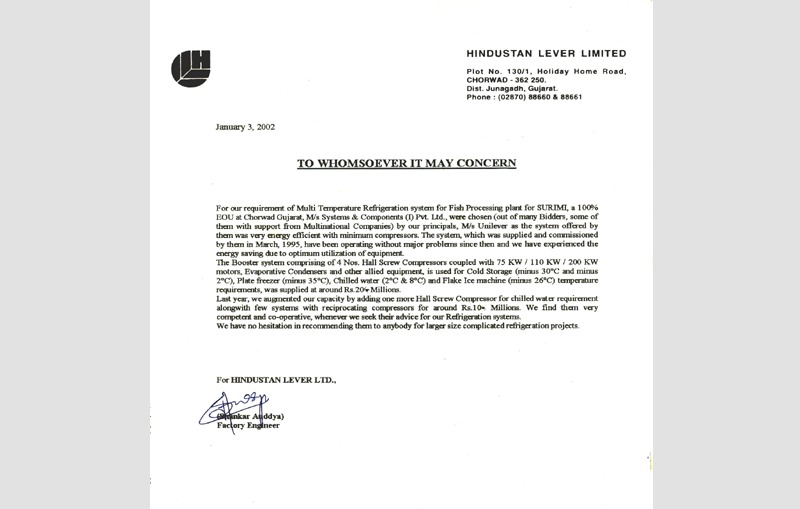 HINDUSTAN LEVER LIMITED
Plot No. 130/1, Holiday Home Road,
CHORWAD - 362 250.
Dist. Junagadh, Gujarat.
Phone : (02870) 88660 & 88661
January 3, 2002
TO WHOMSOEVER IT MAY CONCERN
For our requirement of Multi Temperature Refrigeration system for Fish Processing plant for SURIMI, a 100%
EOU at Chorwad Gujarat, M/s Systems & Components (I) Pvt. Ltd., were chosen (out of many Bidders, some of
them with support from Multinational Companies) by our principals, M/s Unilever as the system offered by
them was very energy efficient with minimum compressors. The system, which was supplied and commissioned
by them in March, 1995, have been operating without major problems since then and we have experienced the
energy saving due to optimum utilization of equipment.
The Booster system comprising of 4 Nos. Hall Screw Compressors coupled with 75 KW / 110 KW / 200 KW
motors, Evaporative Condensers and other allied equipment, is used for Cold Storage (minus 30°C and minus
2°C), Plate freezer (minus 35°C), Chilled water (2°C & 8°C) and Flake Ice machine (minus 26°C) temperature
requirements, was supplied at around Rs.20/- Millions.
Last year, we augmented our capacity by adding one more Hall Screw Compressor for chilled water requirement
alongwith few systems with reciprocating compressors for around Rs.10/- Millions. We find them very
competent and co-operative, whenever we seek their advice for our Refrigeration systems.
We have no hesitation in recommending them to anybody for larger size complicated refrigeration projects.
For HINDUSTAN LEVER LTD.,
Factory Engineer